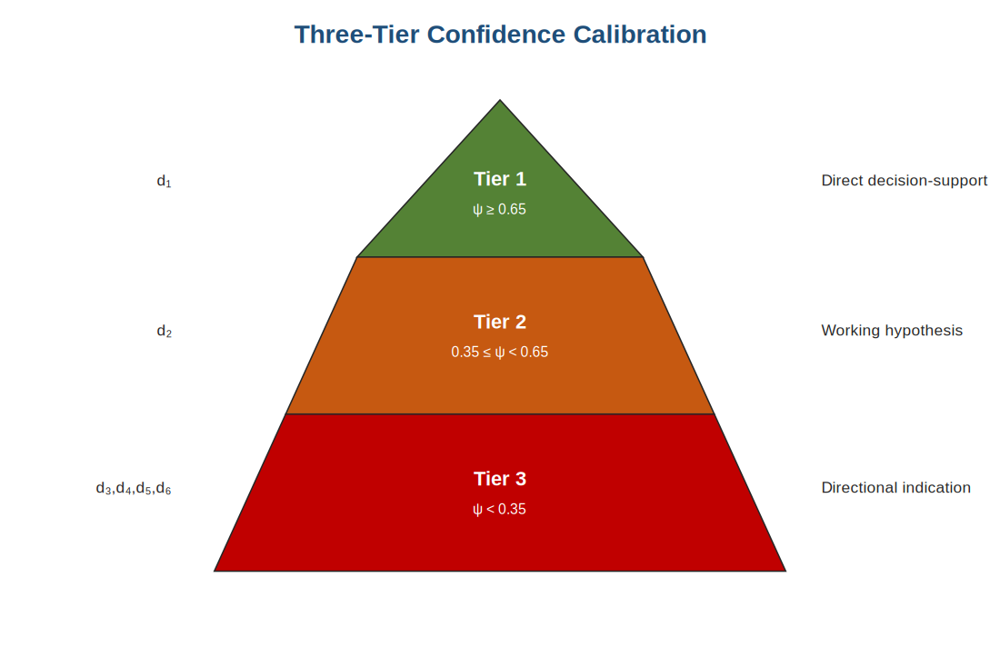 Three-Tier Confidence Calibration
d₁
Tier 1
ψ ≥ 0.65
Direct decision-support
d₂
Tier 2
0.35 ≤ ψ < 0.65
Working hypothesis
d₃,d₄,d₅,d₆
Tier 3
ψ < 0.35
Directional indication